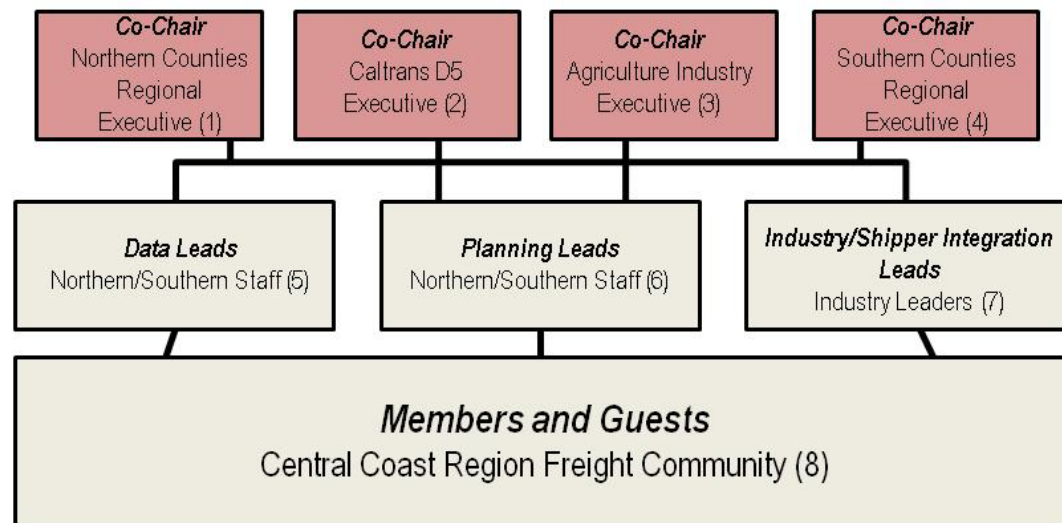 Co-Chair
Northern Counties
Regional
Executive (1)
Co-Chair
Caltrans D5
Executive (2)
Co-Chair
Agriculture Industry
Executive (3)
Co-Chair
Southern Counties
Regional
Executive (4)
Data Leads
Northern/Southern Staff (5)
Planning Leads
Northern/Southern Staff (6)
Industry/Shipper Integration
Leads
Industry Leaders (7)
Members and Guests
Central Coast Region Freight Community (8)